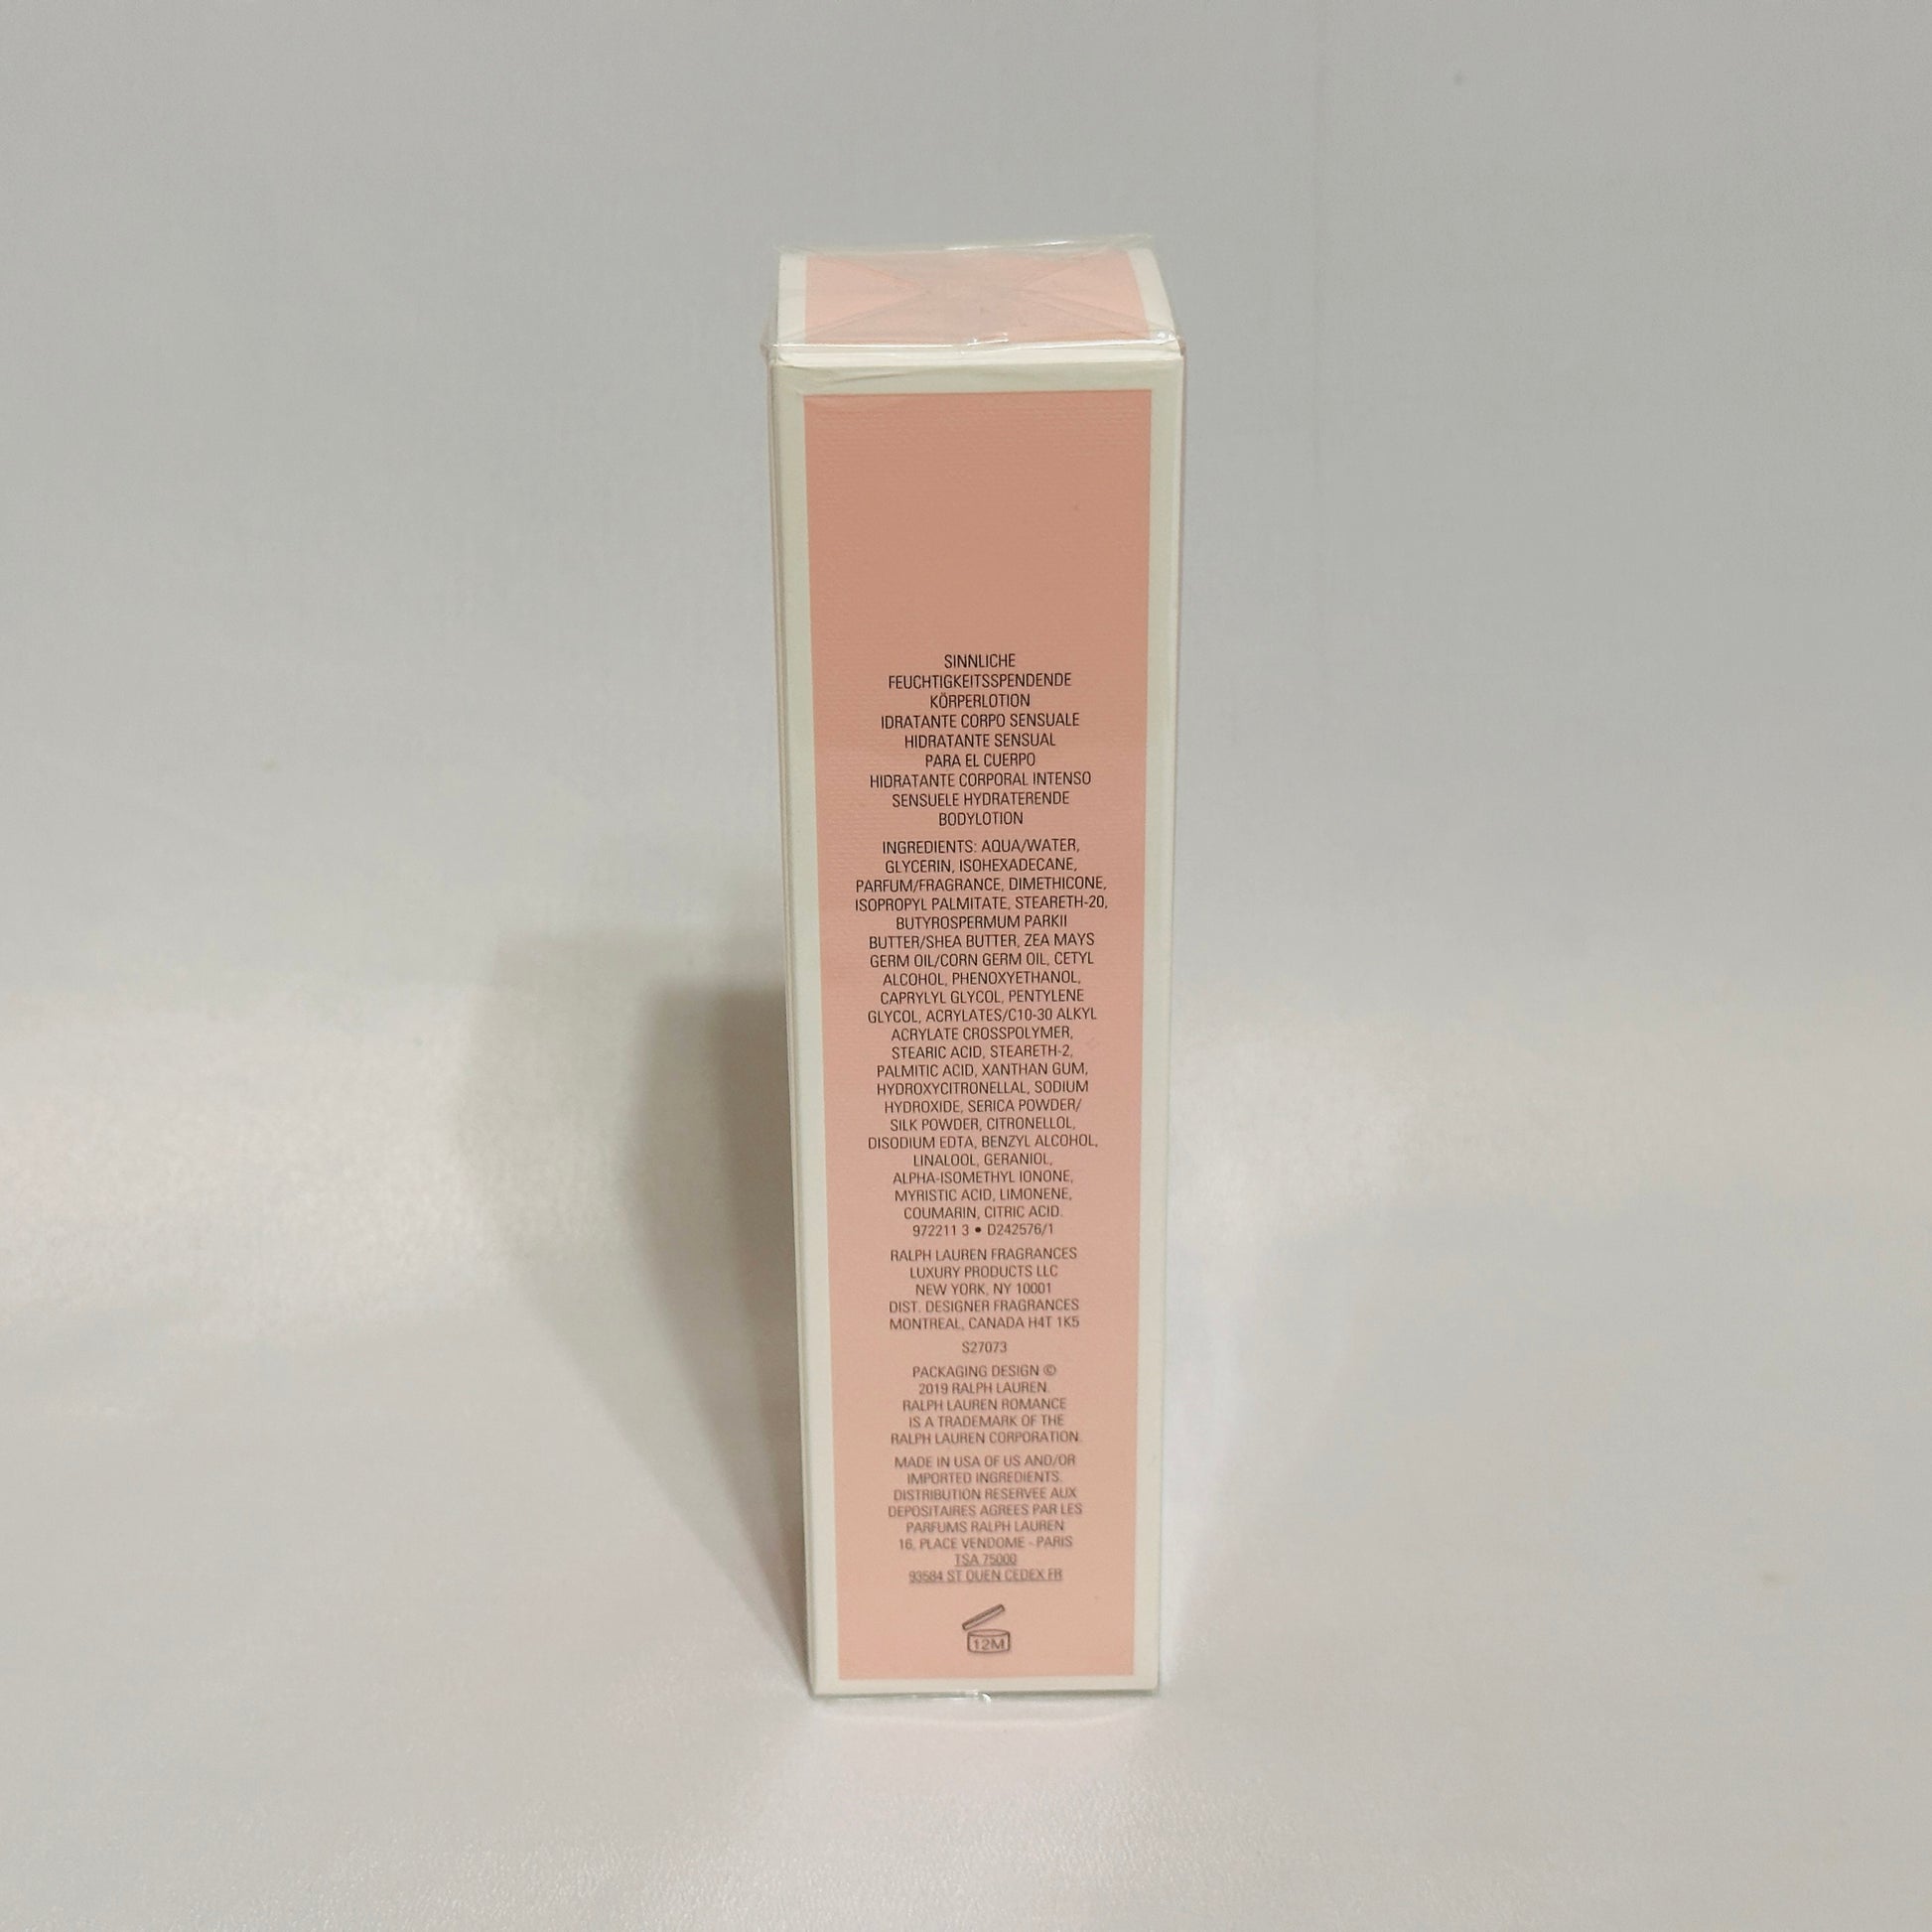 SINNLICHE
FEUCHTIGKEITSSPENDENDE
KÖRPERLOTION
IDRATANTE CORPO SENSUALE
HIDRATANTE SENSUAL
PARA EL CUERPO
HIDRATANTE CORPORAL INTENSO
SENSUELE HYDRATERENDE
BODYLOTION
INGREDIENTS: AQUA/WATER,
GLYCERIN, ISOHEXADECANE,
PARFUM/FRAGRANCE, DIMETHICONE,
ISOPROPYL PALMITATE, STEARETH-20,
BUTYROSPERMUM PARKII
BUTTER/SHEA BUTTER, ZEA MAYS
GERM OIL/CORN GERM OIL, CETYL
ALCOHOL, PHENOXYETHANOL,
CAPRYLYL GLYCOL, PENTYLENE
GLYCOL, ACRYLATES/C10-30 ALKYL
ACRYLATE CROSSPOLYMER,
STEARIC ACID, STEARETH-2,
PALMITIC ACID, XANTHAN GUM,
HYDROXYCITRONELLAL, SODIUM
HYDROXIDE, SERICA POWDER/
SILK POWDER, CITRONELLOL,
DISODIUM EDTA, BENZYL ALCOHOL,
LINALOOL, GERANIOL,
ALPHA-ISOMETHYL IONONE,
MYRISTIC ACID, LIMONENE,
COUMARIN, CITRIC ACID.
972211 3 • D242576/1
RALPH LAUREN FRAGRANCES
LUXURY PRODUCTS LLC
NEW YORK, NY 10001
DIST. DESIGNER FRAGRANCES
MONTREAL, CANADA H4T 1K5
S27073
PACKAGING DESIGN ©
2019 RALPH LAUREN.
RALPH LAUREN ROMANCE
IS A TRADEMARK OF THE
RALPH LAUREN CORPORATION.
MADE IN USA OF US AND/OR
IMPORTED INGREDIENTS.
DISTRIBUTION RESERVEE AUX
DEPOSITAIRES AGREES PAR LES
PARFUMS RALPH LAUREN
16, PLACE VENDOME - PARIS
TSA 75000
93584 ST OUEN CEDEX FR
12M